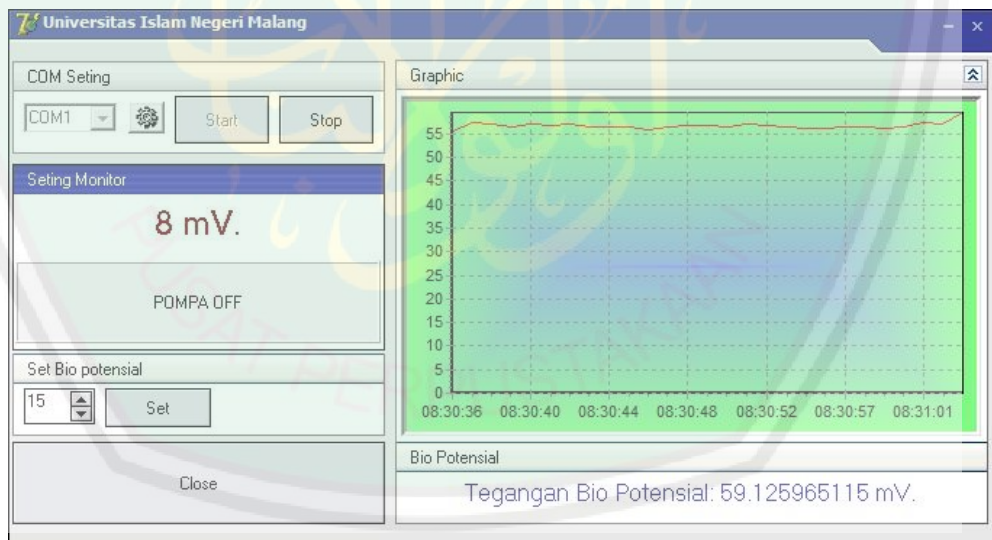 Universitas Islam Negeri Malang
COM Seting
COM1
Start
Stop
Seting Monitor
8 mV.
POMPA OFF
Set Bio potensial
15
Set
Close
Graphic
55
50
45
40
35
30
25
20
15
10
5
0
08:30:36 08:30:40 08:30:44 08:30:48 08:30:52 08:30:57 08:31:01
Bio Potensial
Tegangan Bio Potensial: 59.125965115 mV.
PUSAT PERPUSTAKAAN